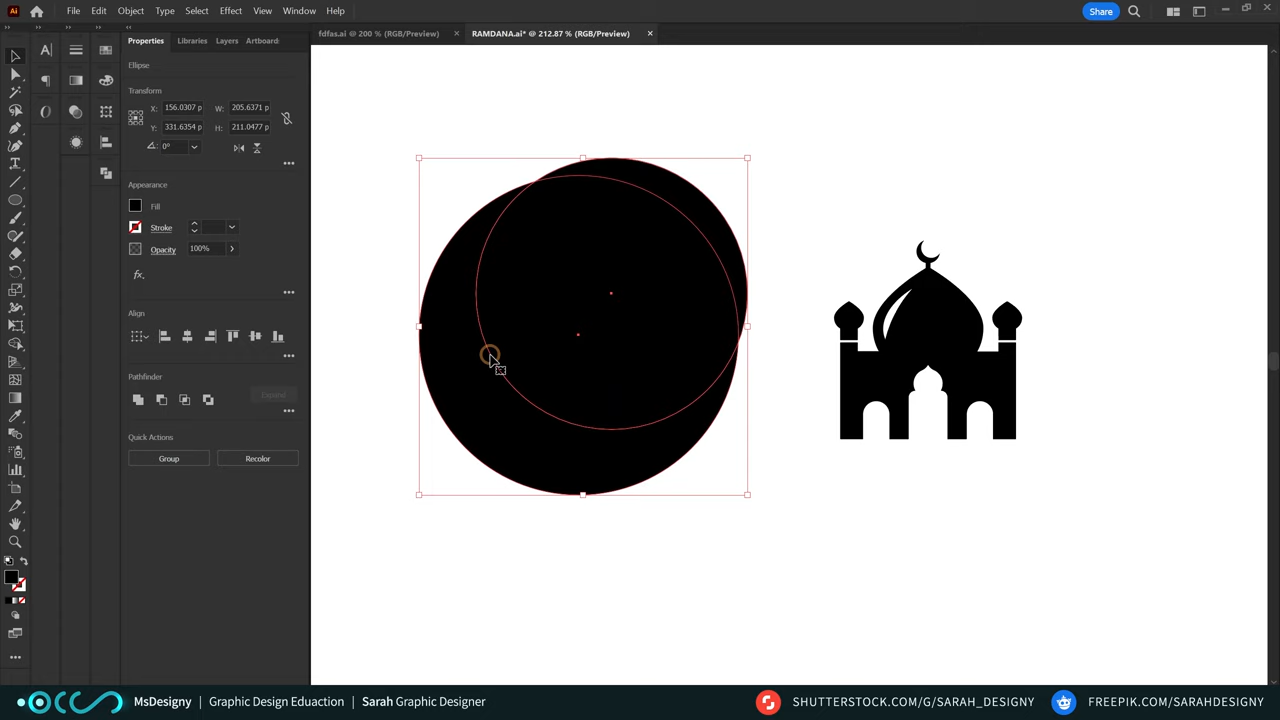 Ai File Edit Object Type Select Effect View Window Help Share
fdfas.ai @ 200 % (RGB/Preview) RAMDANA.ai* @ 212.87 % (RGB/Preview)
Properties Libraries Layers Artboard:
Ellipse
Transform
X: 156.0307 p W: 205.6371 p
Y: 331.6354 p H: 211.0477 p
0°
Appearance
Fill
Stroke
Opacity 100%
fx.
Align
Pathfinder
Expand
Quick Actions
Group Recolor
MsDesigny | Graphic Design Eduaction | Sarah Graphic Designer SHUTTERSTOCK.COM/G/SARAH_DESIGNY FREEPIK.COM/SARAHDESIGNY